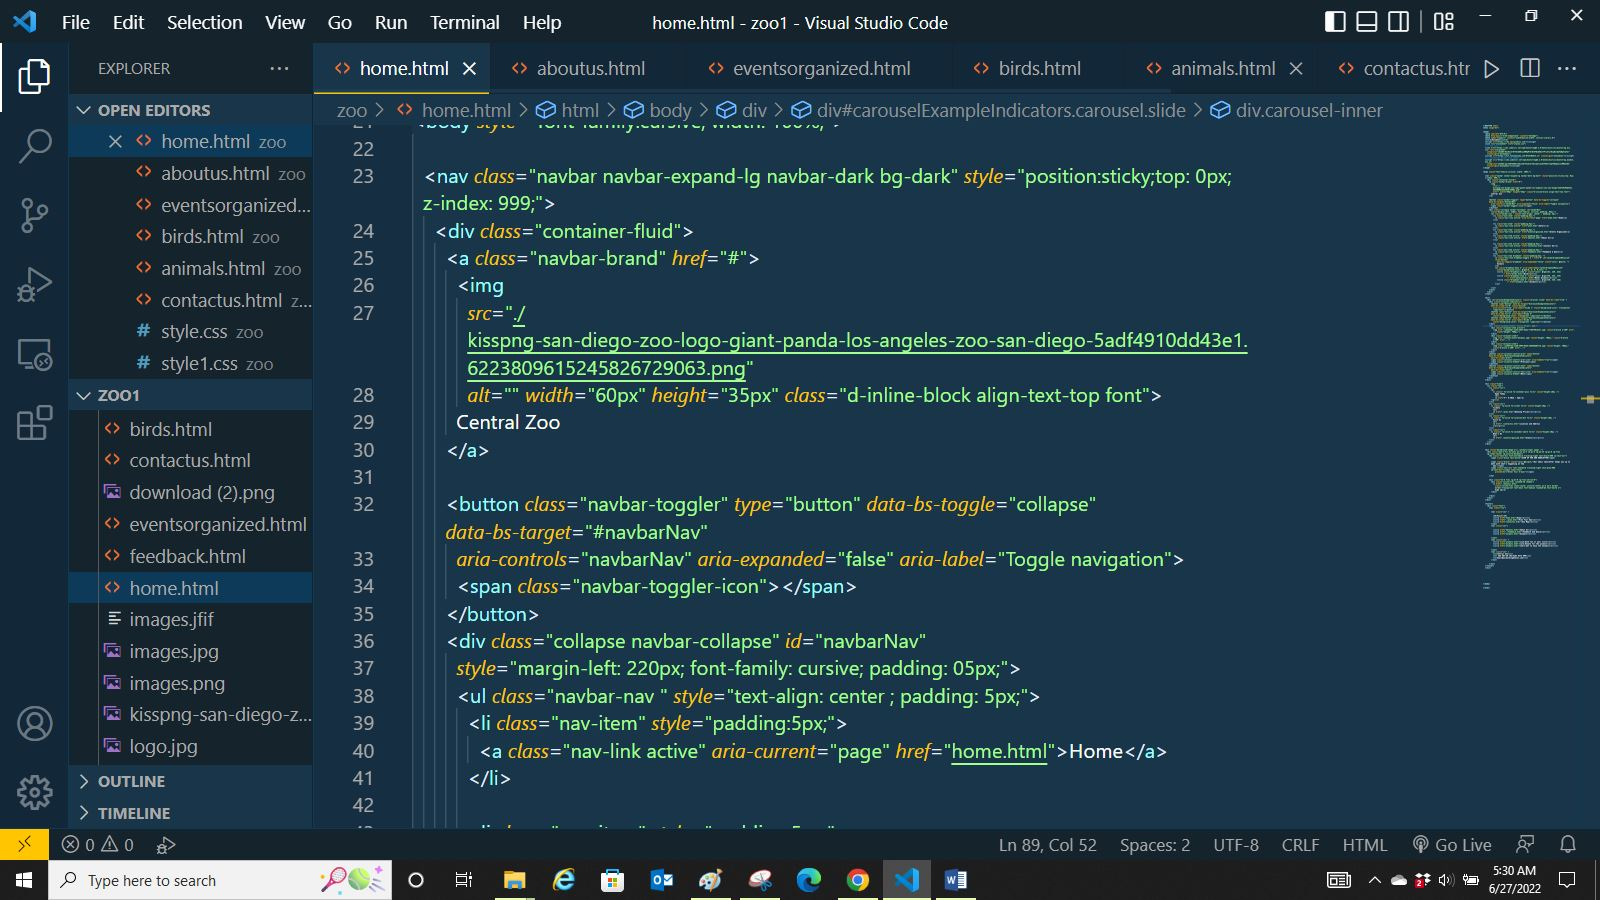 File Edit Selection View Go Run Terminal Help home.html - zoo1 - Visual Studio Code
EXPLORER ...
home.html aboutus.html eventsorganized.html birds.html animals.html contactus.htr
OPEN EDITORS
home.html zoo
aboutus.html zoo
eventsorganized...
birds.html zoo
animals.html zoo
contactus.html z...
style.css zoo
style1.css zoo
ZOO1
birds.html
contactus.html
download (2).png
eventsorganized.html
feedback.html
home.html
images.jfif
images.jpg
images.png
kisspng-san-diego-z...
logo.jpg
OUTLINE
TIMELINE
zoo > home.html > html > body > div > div#carouselExampleIndicators.carousel.slide > div.carousel-inner
22
23 <nav class="navbar navbar-expand-lg navbar-dark bg-dark" style="position:sticky;top: 0px;
z-index: 999;">
24 <div class="container-fluid">
25 <a class="navbar-brand" href="#">
26 <img
27 src="./
kisspng-san-diego-zoo-logo-giant-panda-los-angeles-zoo-san-diego-5adf4910dd43e1.
6223809615245826729063.png"
28 alt="" width="60px" height="35px" class="d-inline-block align-text-top font">
29 Central Zoo
30 </a>
31
32 <button class="navbar-toggler" type="button" data-bs-toggle="collapse"
data-bs-target="#navbarNav"
33 aria-controls="navbarNav" aria-expanded="false" aria-label="Toggle navigation">
34 <span class="navbar-toggler-icon"></span>
35 </button>
36 <div class="collapse navbar-collapse" id="navbarNav"
37 style="margin-left: 220px; font-family: cursive; padding: 05px;">
38 <ul class="navbar-nav " style="text-align: center ; padding: 5px;">
39 <li class="nav-item" style="padding:5px;">
40 <a class="nav-link active" aria-current="page" href="home.html">Home</a>
41 </li>
42
0 0 Ln 89, Col 52 Spaces: 2 UTF-8 CRLF HTML Go Live
Type here to search 2 5:30 AM
6/27/2022